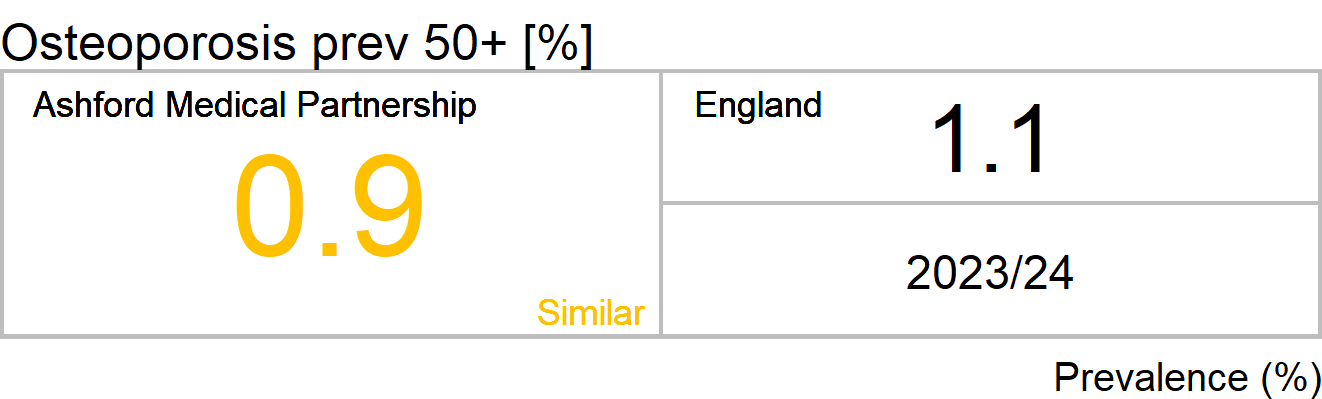 Osteoporosis prev 50+ [%]
Ashford Medical Partnership
0.9
Similar
England
1.1
2023/24
Prevalence (%)